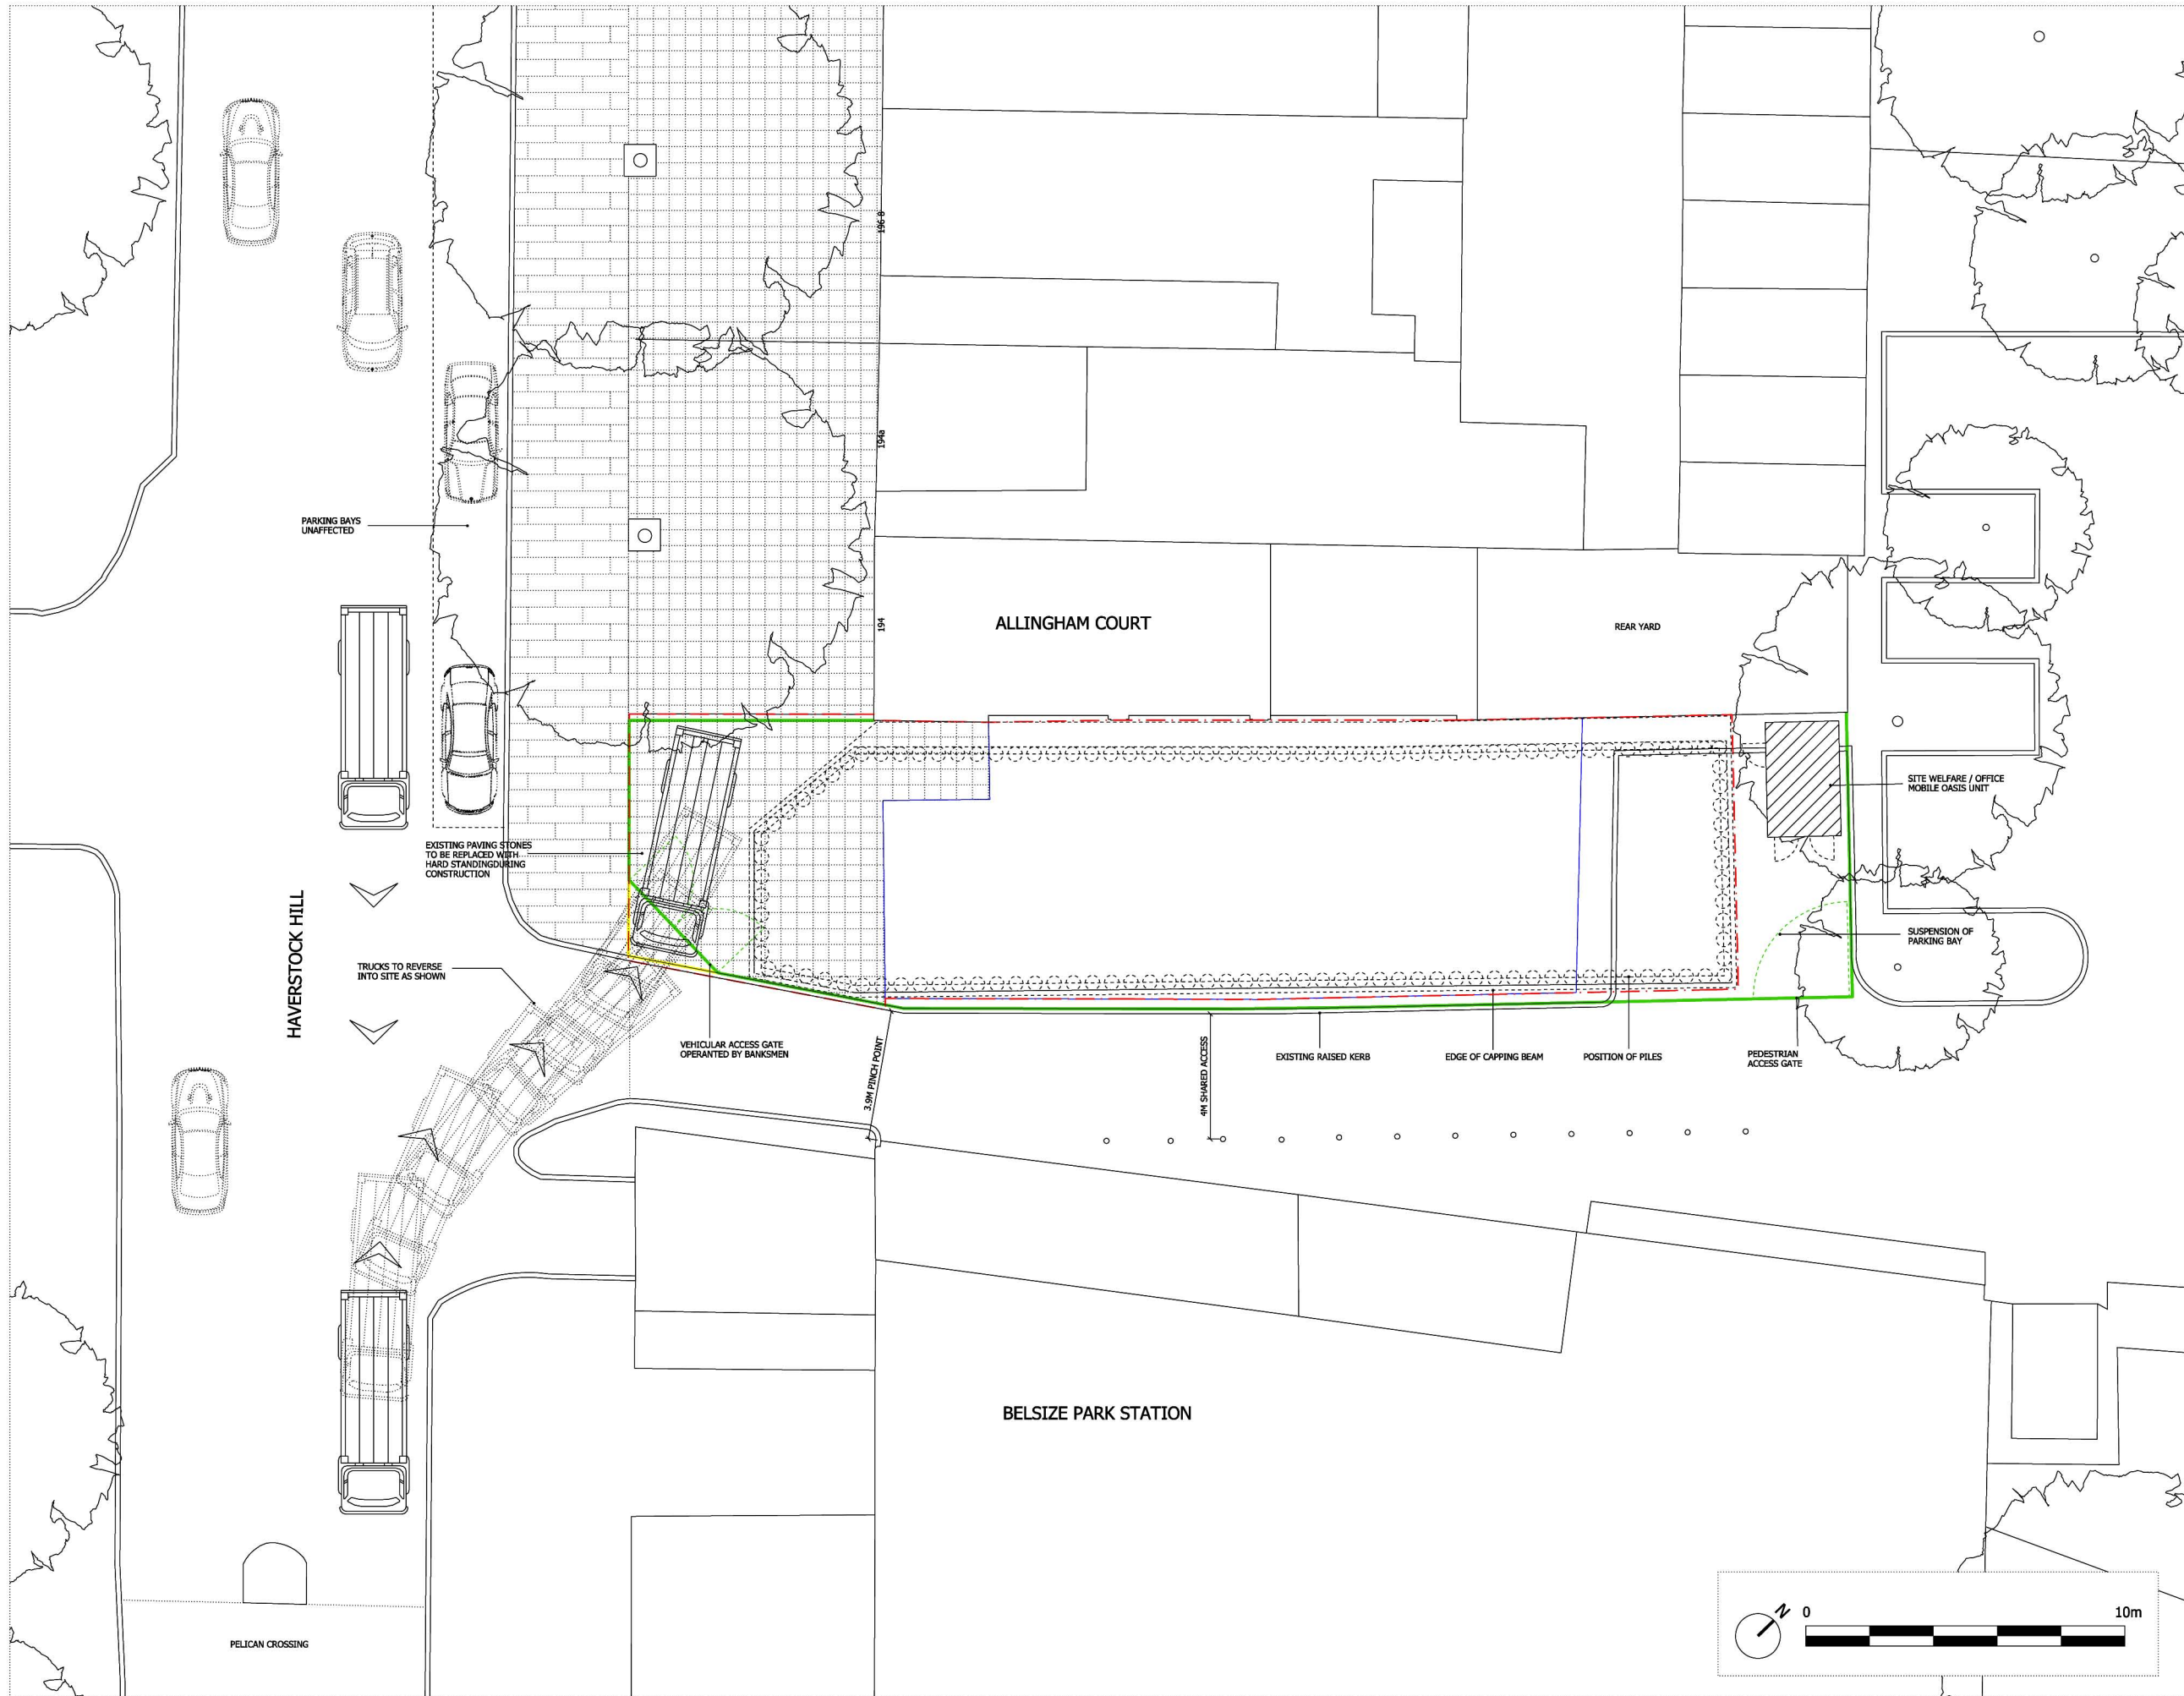 196-8
194a
PARKING BAYS
UNAFFECTED
194
ALLINGHAM COURT
REAR YARD
SITE WELFARE / OFFICE
MOBILE OASIS UNIT
EXISTING PAVING STONES
TO BE REPLACED WITH
HARD STANDINGDURING
CONSTRUCTION
SUSPENSION OF
PARKING BAY
HAVERSTOCK HILL
TRUCKS TO REVERSE
INTO SITE AS SHOWN
VEHICULAR ACCESS GATE
OPERANTED BY BANKSMEN
3.9M PINCH POINT
4M SHARED ACCESS
EXISTING RAISED KERB
EDGE OF CAPPING BEAM
POSITION OF PILES
PEDESTRIAN
ACCESS GATE
BELSIZE PARK STATION
PELICAN CROSSING
N
0
10m